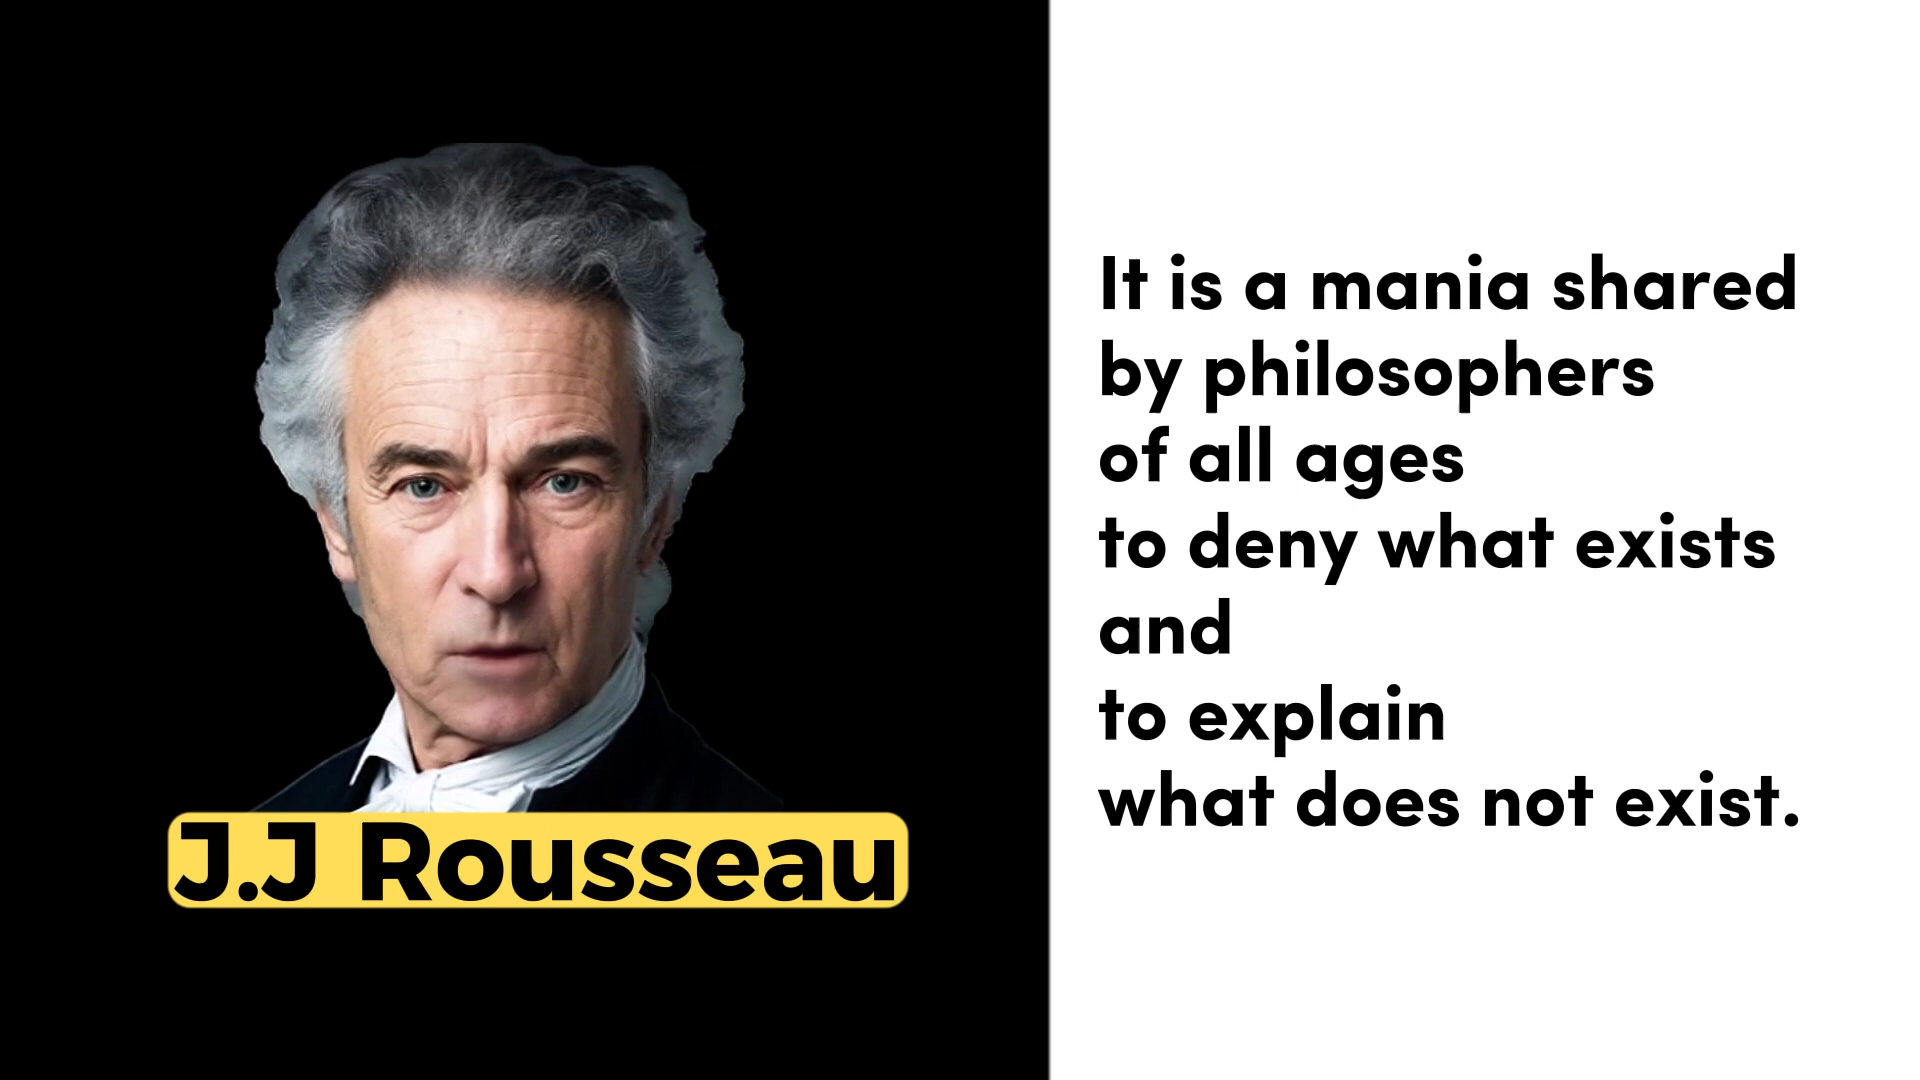 J.J Rousseau
It is a mania shared
by philosophers
of all ages
to deny what exists
and
to explain
what does not exist.